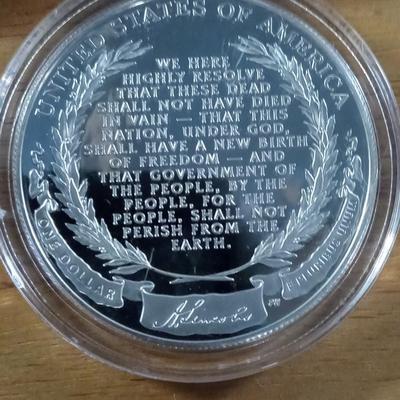 UNITED STATES OF AMERICA
WE HERE
HIGHLY RESOLVE
THAT THESE DEAD
SHALL NOT HAVE DIED
IN VAIN — THAT THIS
NATION, UNDER GOD,
SHALL HAVE A NEW BIRTH
OF FREEDOM — AND
THAT GOVERNMENT OF
THE PEOPLE, BY THE
PEOPLE, FOR THE
PEOPLE, SHALL NOT
PERISH FROM THE
EARTH.
ONE DOLLAR
A. Lincoln
E PLURIBUS UNUM